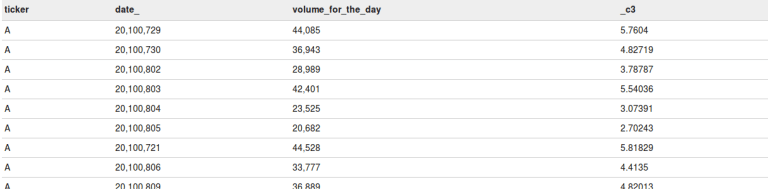 ticker date_ volume_for_the_day _c3
A 20,100,729 44,085 5.7604
A 20,100,730 36,943 4.82719
A 20,100,802 28,989 3.78787
A 20,100,803 42,401 5.54036
A 20,100,804 23,525 3.07391
A 20,100,805 20,682 2.70243
A 20,100,721 44,528 5.81829
A 20,100,806 33,777 4.4135
A 20,100,809 36,889 4.82013